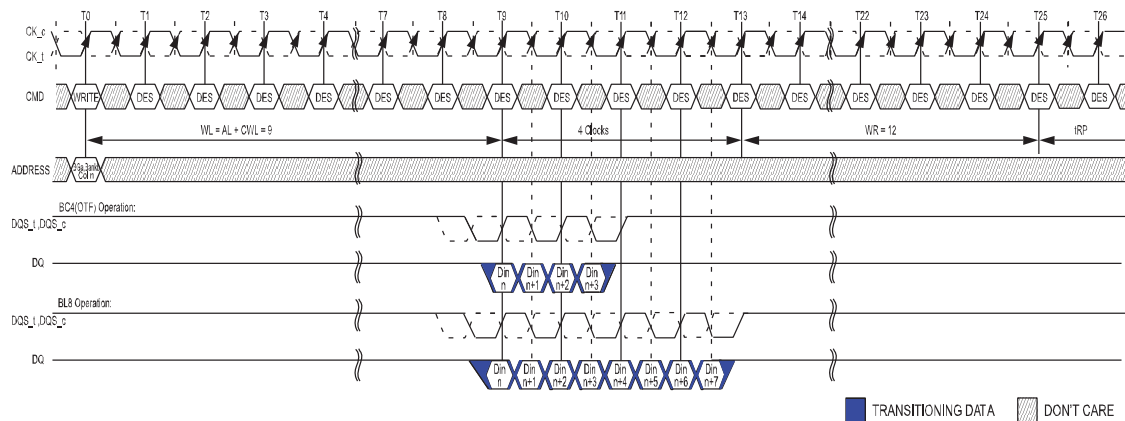 T0 T1 T2 T3 T4 T7 T8 T9 T10 T11 T12 T13 T14 T22 T23 T24 T25 T26
CK_c
CK_t
CMD WRITE DES DES DES DES DES DES DES DES DES DES DES DES DES DES DES DES DES
WL = AL + CWL = 9 4 Clocks WR = 12 tRP
ADDRESS
Col n
BC4(OTF) Operation:
DQS_t ,DQS_c
DQ Din Din Din Din
n n+1 n+2 n+3
BL8 Operation:
DQS_t ,DQS_c
DQ Din Din Din Din Din Din Din Din
n n+1 n+2 n+3 n+4 n+5 n+6 n+7
TRANSITIONING DATA DON'T CARE